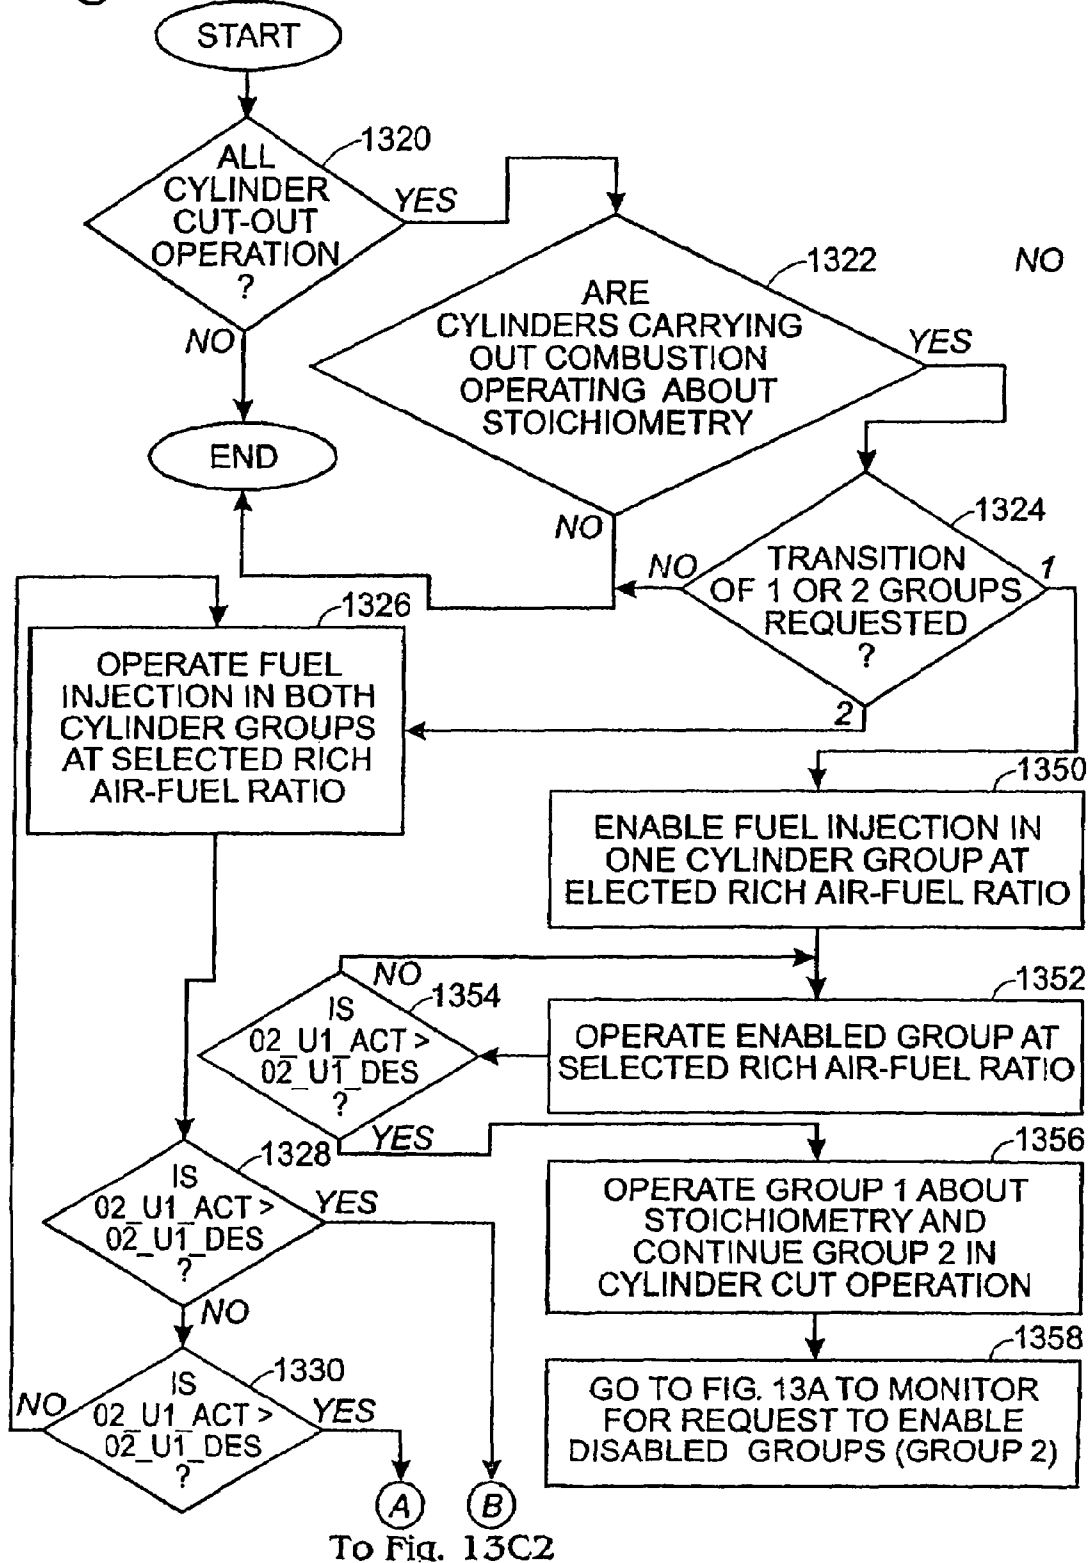 START
1320
ALL
CYLINDER
CUT-OUT
OPERATION
?
YES
NO
END
1322
NO
ARE
CYLINDERS CARRYING
OUT COMBUSTION
OPERATING ABOUT
STOICHIOMETRY
YES
NO
1324
TRANSITION
OF 1 OR 2 GROUPS
REQUESTED
?
NO
1
2
1326
OPERATE FUEL
INJECTION IN BOTH
CYLINDER GROUPS
AT SELECTED RICH
AIR-FUEL RATIO
1350
ENABLE FUEL INJECTION IN
ONE CYLINDER GROUP AT
ELECTED RICH AIR-FUEL RATIO
1352
OPERATE ENABLED GROUP AT
SELECTED RICH AIR-FUEL RATIO
NO
1354
IS
02_U1_ACT >
02_U1_DES
?
YES
1356
OPERATE GROUP 1 ABOUT
STOICHIOMETRY AND
CONTINUE GROUP 2 IN
CYLINDER CUT OPERATION
1328
IS
02_U1_ACT >
02_U1_DES
?
YES
NO
1358
GO TO FIG. 13A TO MONITOR
FOR REQUEST TO ENABLE
DISABLED GROUPS (GROUP 2)
1330
IS
02_U1_ACT >
02_U1_DES
?
NO
YES
A
B
To Fig. 13C2